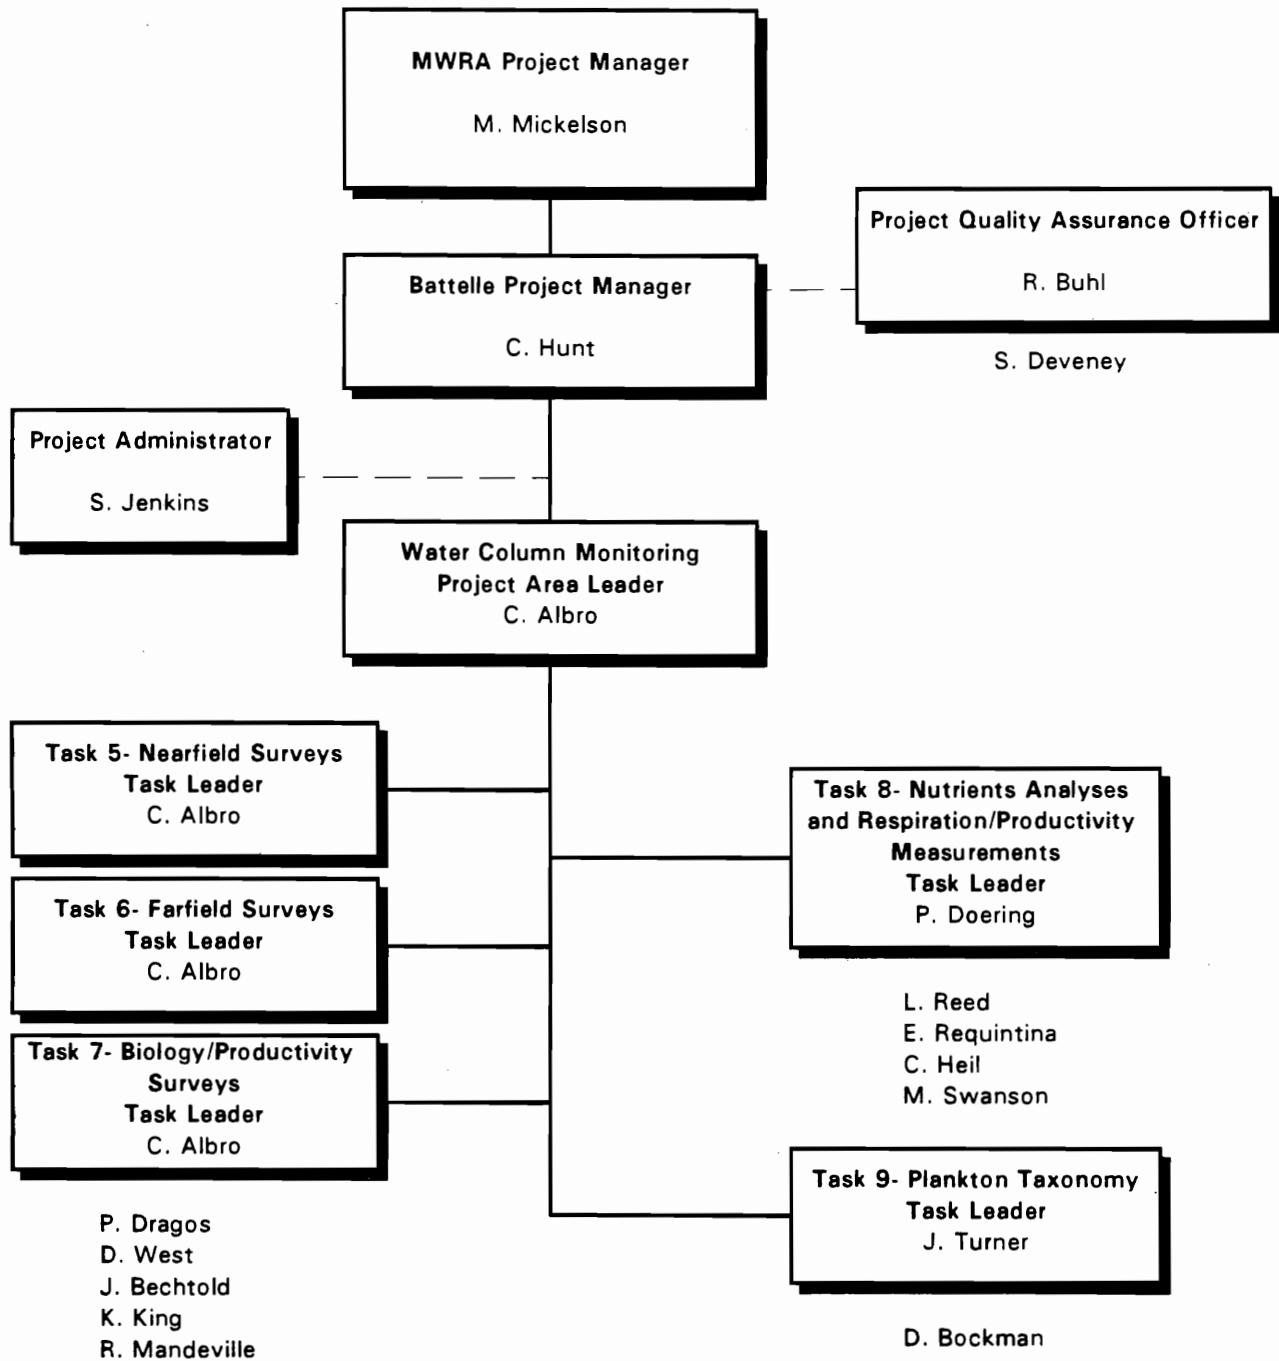 MWRA Project Manager
M. Mickelson
Project Quality Assurance Officer
R. Buhl
S. Deveney
Battelle Project Manager
C. Hunt
Project Administrator
S. Jenkins
Water Column Monitoring
Project Area Leader
C. Albro
Task 5- Nearfield Surveys
Task Leader
C. Albro
Task 6- Farfield Surveys
Task Leader
C. Albro
Task 7- Biology/Productivity
Surveys
Task Leader
C. Albro
P. Dragos
D. West
J. Bechtold
K. King
R. Mandeville
Task 8- Nutrients Analyses
and Respiration/Productivity
Measurements
Task Leader
P. Doering
L. Reed
E. Requintina
C. Heil
M. Swanson
Task 9- Plankton Taxonomy
Task Leader
J. Turner
D. Bockman